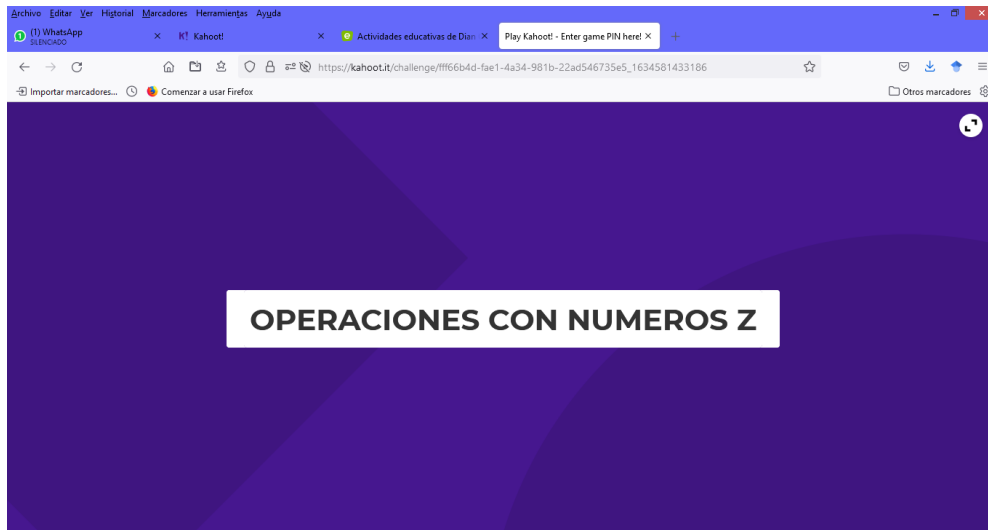 Archivo Editar Ver Historial Marcadores Herramientas Ayuda
(1) WhatsApp
SILENCIADO
K! Kahoot!
Actividades educativas de Dian
Play Kahoot! - Enter game PIN here!
https://kahoot.it/challenge/fff66b4d-fae1-4a34-981b-22ad546735e5_1634581433186
Importar marcadores... Comenzar a usar Firefox Otros marcadores
OPERACIONES CON NUMEROS Z